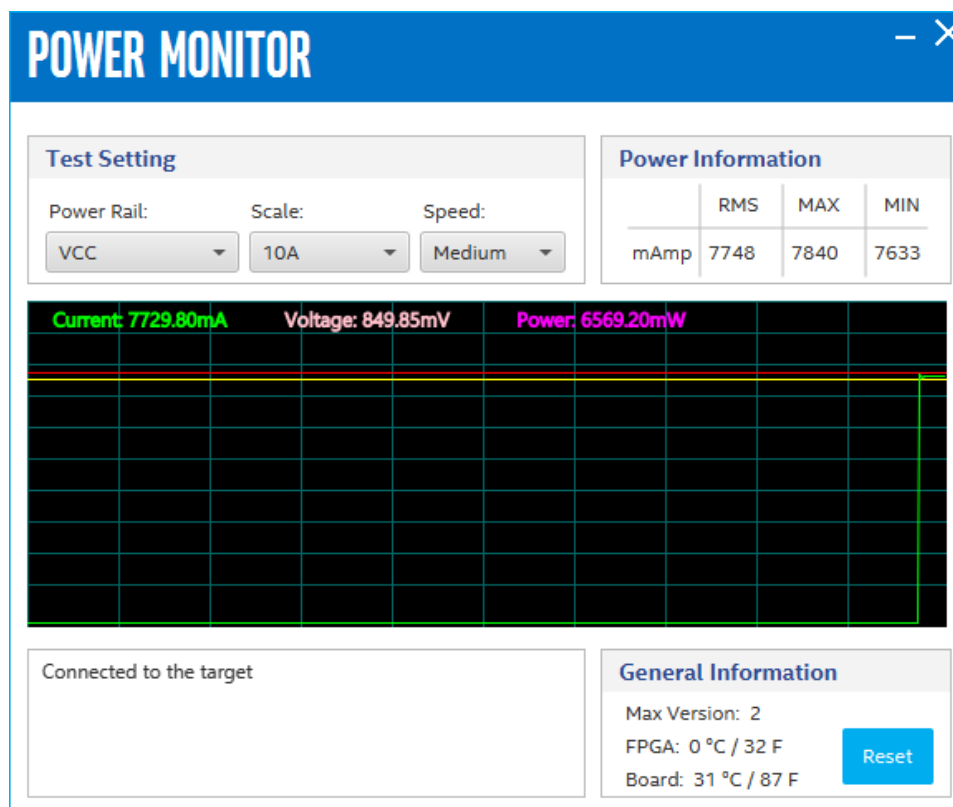 POWER MONITOR
Test Setting
Power Rail: Scale: Speed:
VCC 10A Medium
Power Information
RMS MAX MIN
mAmp 7748 7840 7633
Current: 7729.80mA Voltage: 849.85mV Power: 6569.20mW
Connected to the target
General Information
Max Version: 2
FPGA: 0 °C / 32 F
Board: 31 °C / 87 F
Reset